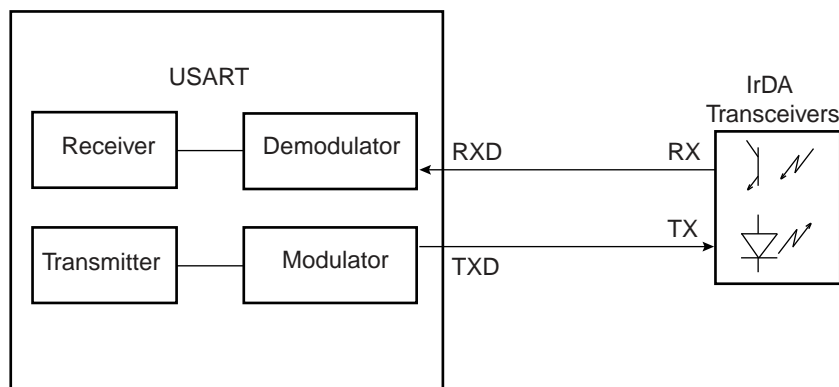 USART
IrDA
Transceivers
Receiver
Demodulator
RXD
RX
Transmitter
Modulator
TXD
TX